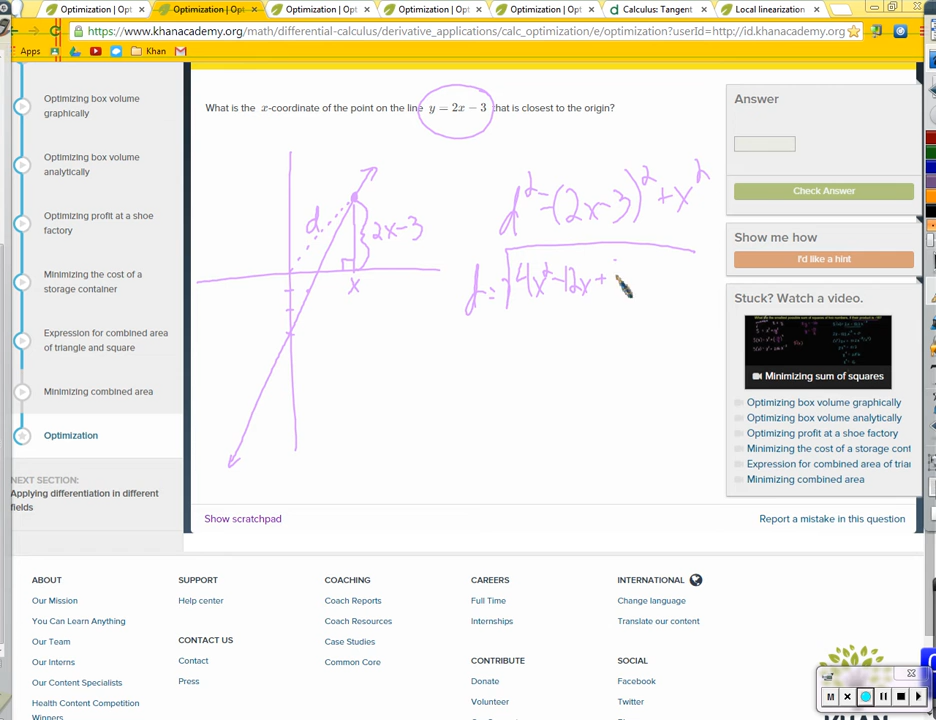 Optimization | Opt
Optimization | Opt
Optimization | Opt
Optimization | Opt
Optimization | Opt
Calculus: Tangent
Local linearization
https://www.khanacademy.org/math/differential-calculus/derivative_applications/calc_optimization/e/optimization?userId=http://id.khanacademy.org
Apps
Khan
Optimizing box volume
graphically
Optimizing box volume
analytically
Optimizing profit at a shoe
factory
Minimizing the cost of a
storage container
Expression for combined area
of triangle and square
Minimizing combined area
Optimization
NEXT SECTION:
Applying differentiation in different
fields
What is the x-coordinate of the point on the line y = 2x − 3 that is closest to the origin?
d
2x-3
x
d² = (2x-3)² + x²
d = √4x² - 12x +
Show scratchpad
Report a mistake in this question
Answer
Check Answer
Show me how
I'd like a hint
Stuck? Watch a video.
Minimizing sum of squares
Optimizing box volume graphically
Optimizing box volume analytically
Optimizing profit at a shoe factory
Minimizing the cost of a storage cont
Expression for combined area of triar
Minimizing combined area
ABOUT
Our Mission
You Can Learn Anything
Our Team
Our Interns
Our Content Specialists
Health Content Competition
Winners
SUPPORT
Help center
CONTACT US
Contact
Press
COACHING
Coach Reports
Coach Resources
Case Studies
Common Core
CAREERS
Full Time
Internships
CONTRIBUTE
Donate
Volunteer
INTERNATIONAL
Change language
Translate our content
SOCIAL
Facebook
Twitter
M
KHAN